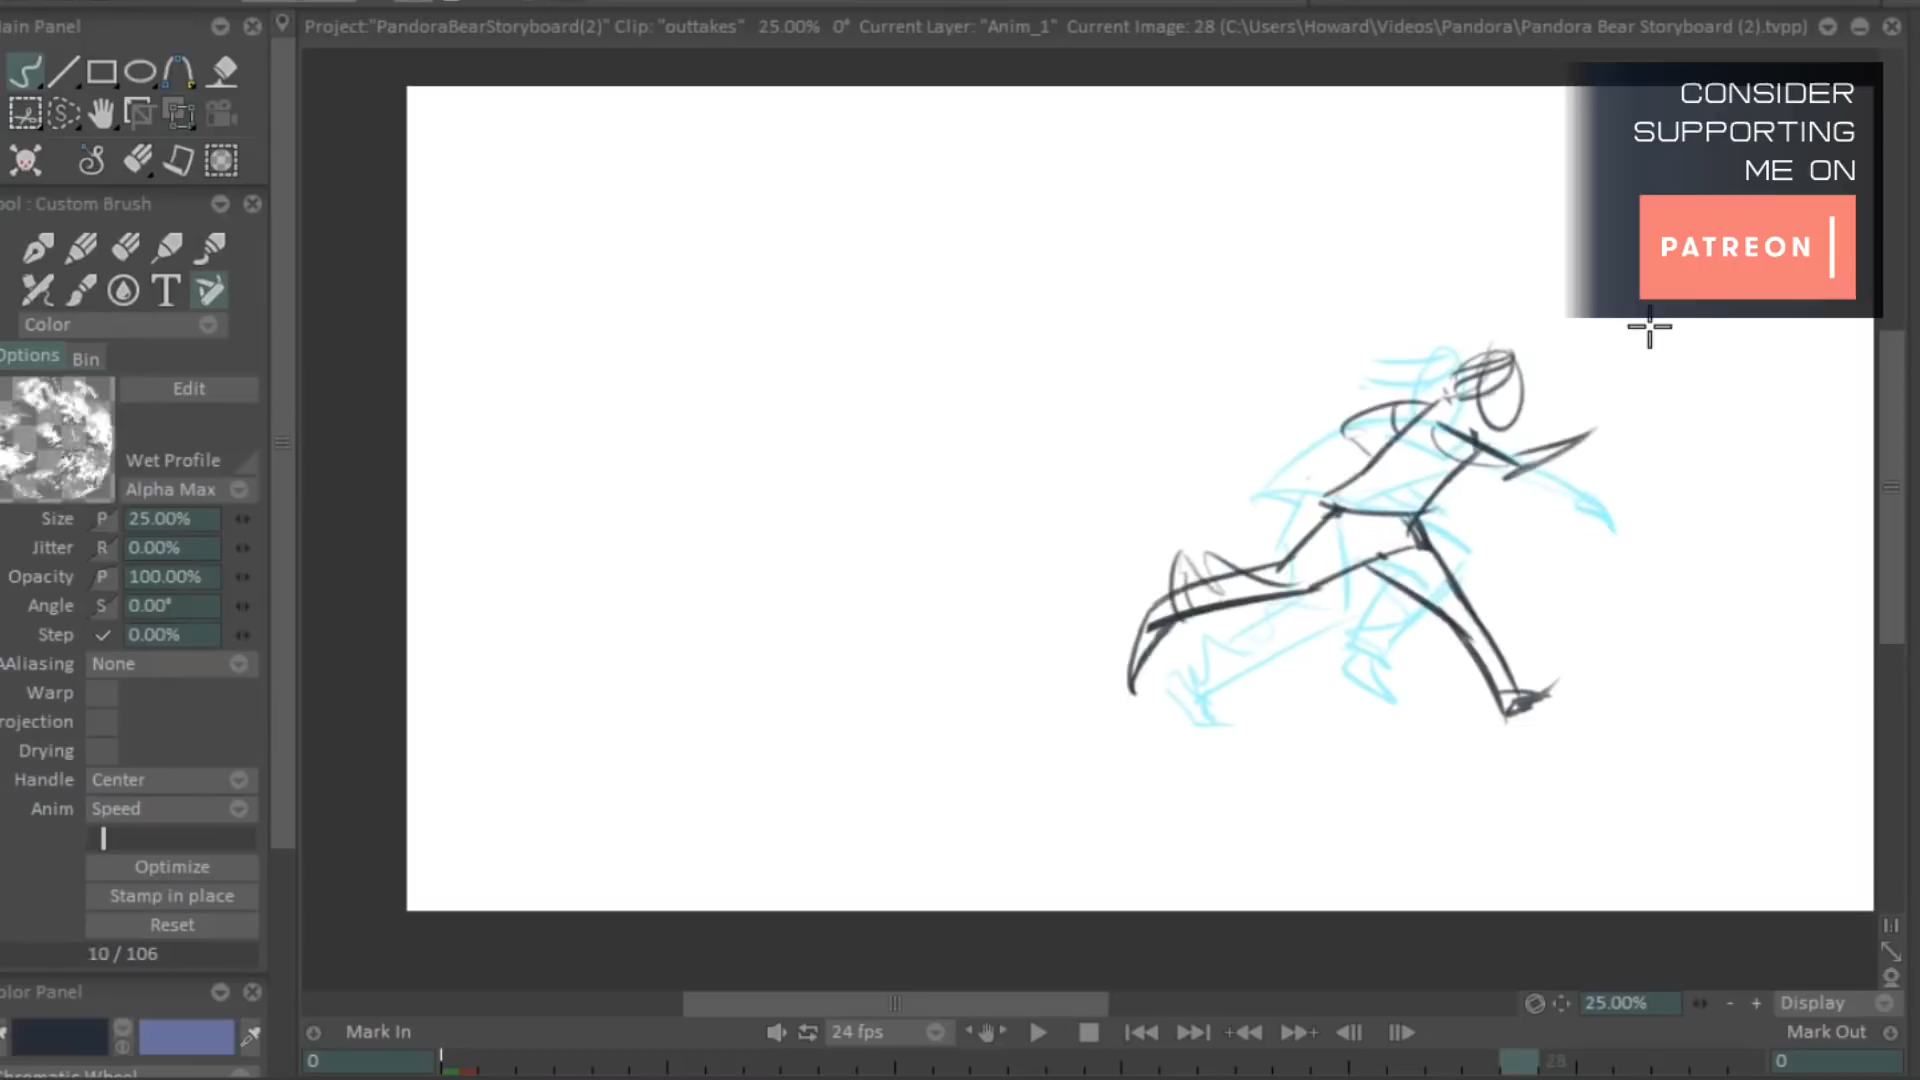 ain Panel
Project:"PandoraBearStoryboard(2)" Clip: "outtakes" 25.00% 0° Current Layer: "Anim_1" Current Image: 28 (C:\Users\Howard\Videos\Pandora\Pandora Bear Storyboard (2).tvpp)
CONSIDER
SUPPORTING
ME ON
PATREON
ool : Custom Brush
T
Color
Options Bin
Edit
Wet Profile
Alpha Max
Size P 25.00%
Jitter R 0.00%
Opacity P 100.00%
Angle S 0.00°
Step 0.00%
AAliasing None
Warp
rojection
Drying
Handle Center
Anim Speed
Optimize
Stamp in place
Reset
10 / 106
olor Panel
25.00% - + Display
Mark In 24 fps Mark Out
0 28 0
Chromatic Wheel